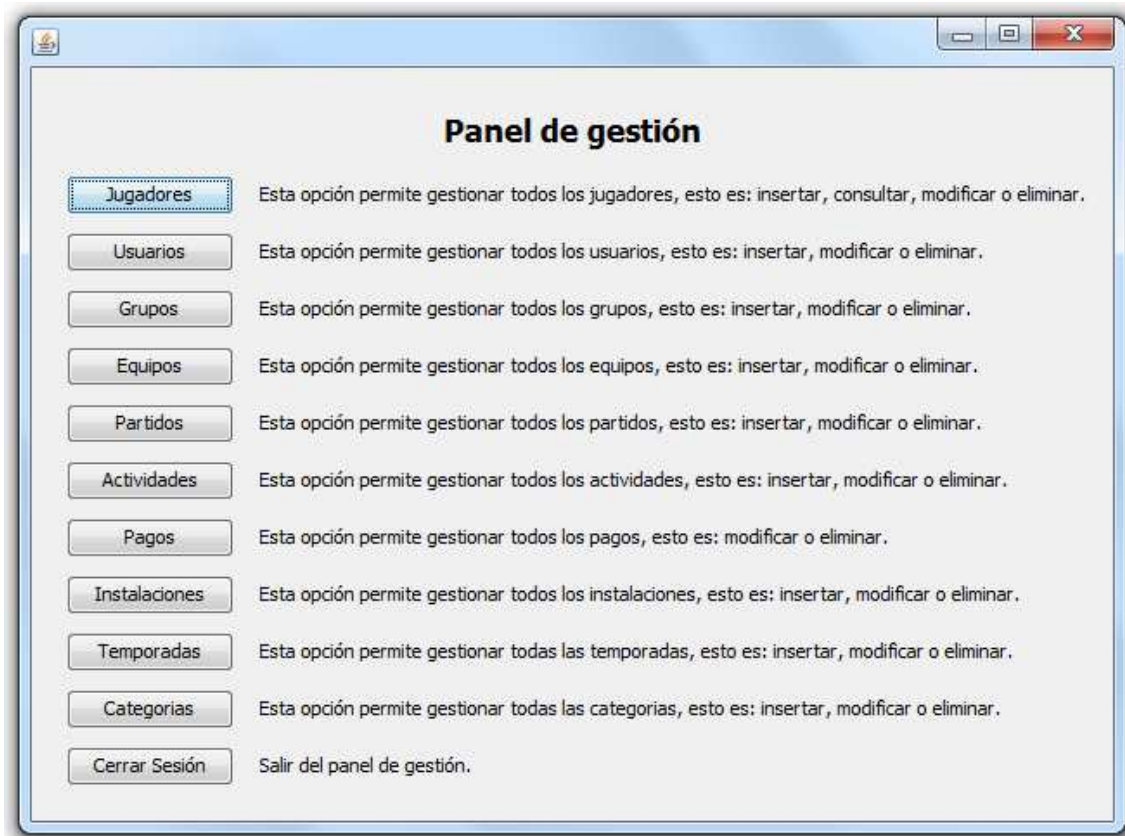 Panel de gestión
Jugadores Esta opción permite gestionar todos los jugadores, esto es: insertar, consultar, modificar o eliminar.
Usuarios Esta opción permite gestionar todos los usuarios, esto es: insertar, modificar o eliminar.
Grupos Esta opción permite gestionar todos los grupos, esto es: insertar, modificar o eliminar.
Equipos Esta opción permite gestionar todos los equipos, esto es: insertar, modificar o eliminar.
Partidos Esta opción permite gestionar todos los partidos, esto es: insertar, modificar o eliminar.
Actividades Esta opción permite gestionar todos los actividades, esto es: insertar, modificar o eliminar.
Pagos Esta opción permite gestionar todos los pagos, esto es: modificar o eliminar.
Instalaciones Esta opción permite gestionar todos los instalaciones, esto es: insertar, modificar o eliminar.
Temporadas Esta opción permite gestionar todas las temporadas, esto es: insertar, modificar o eliminar.
Categorias Esta opción permite gestionar todas las categorias, esto es: insertar, modificar o eliminar.
Cerrar Sesión Salir del panel de gestión.